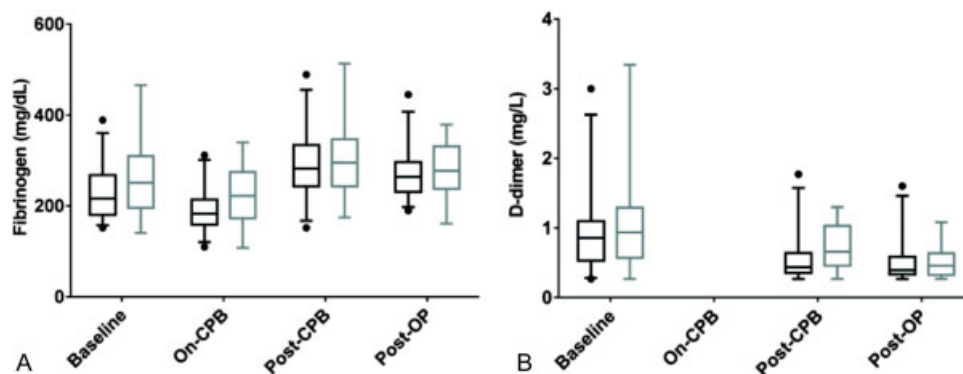 600
400
200
0
Fibrinogen (mg/dL)
Baseline
On-CPB
Post-CPB
Post-OP
A
4
3
2
1
0
D-dimer (mg/L)
Baseline
On-CPB
Post-CPB
Post-OP
B